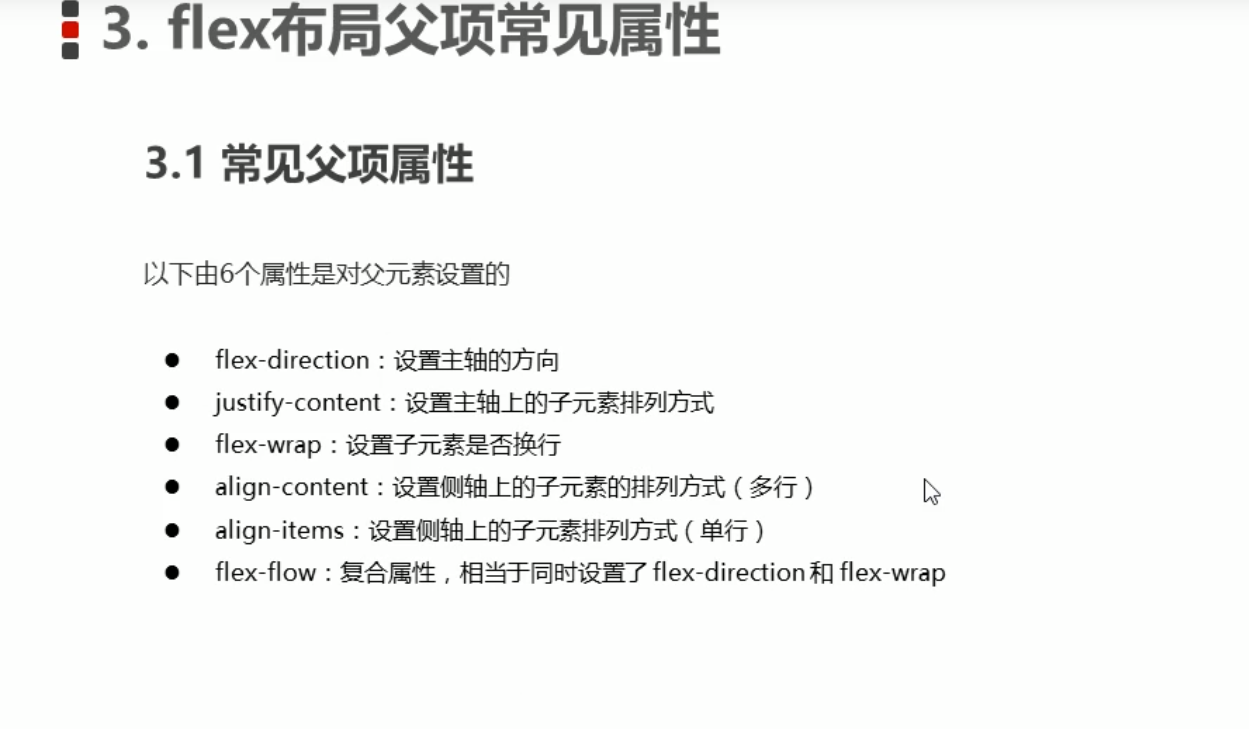 3. flex布局父项常见属性
3.1 常见父项属性
以下由6个属性是对父元素设置的
flex-direction：设置主轴的方向
justify-content：设置主轴上的子元素排列方式
flex-wrap：设置子元素是否换行
align-content：设置侧轴上的子元素的排列方式（多行）
align-items：设置侧轴上的子元素排列方式（单行）
flex-flow：复合属性，相当于同时设置了 flex-direction 和 flex-wrap